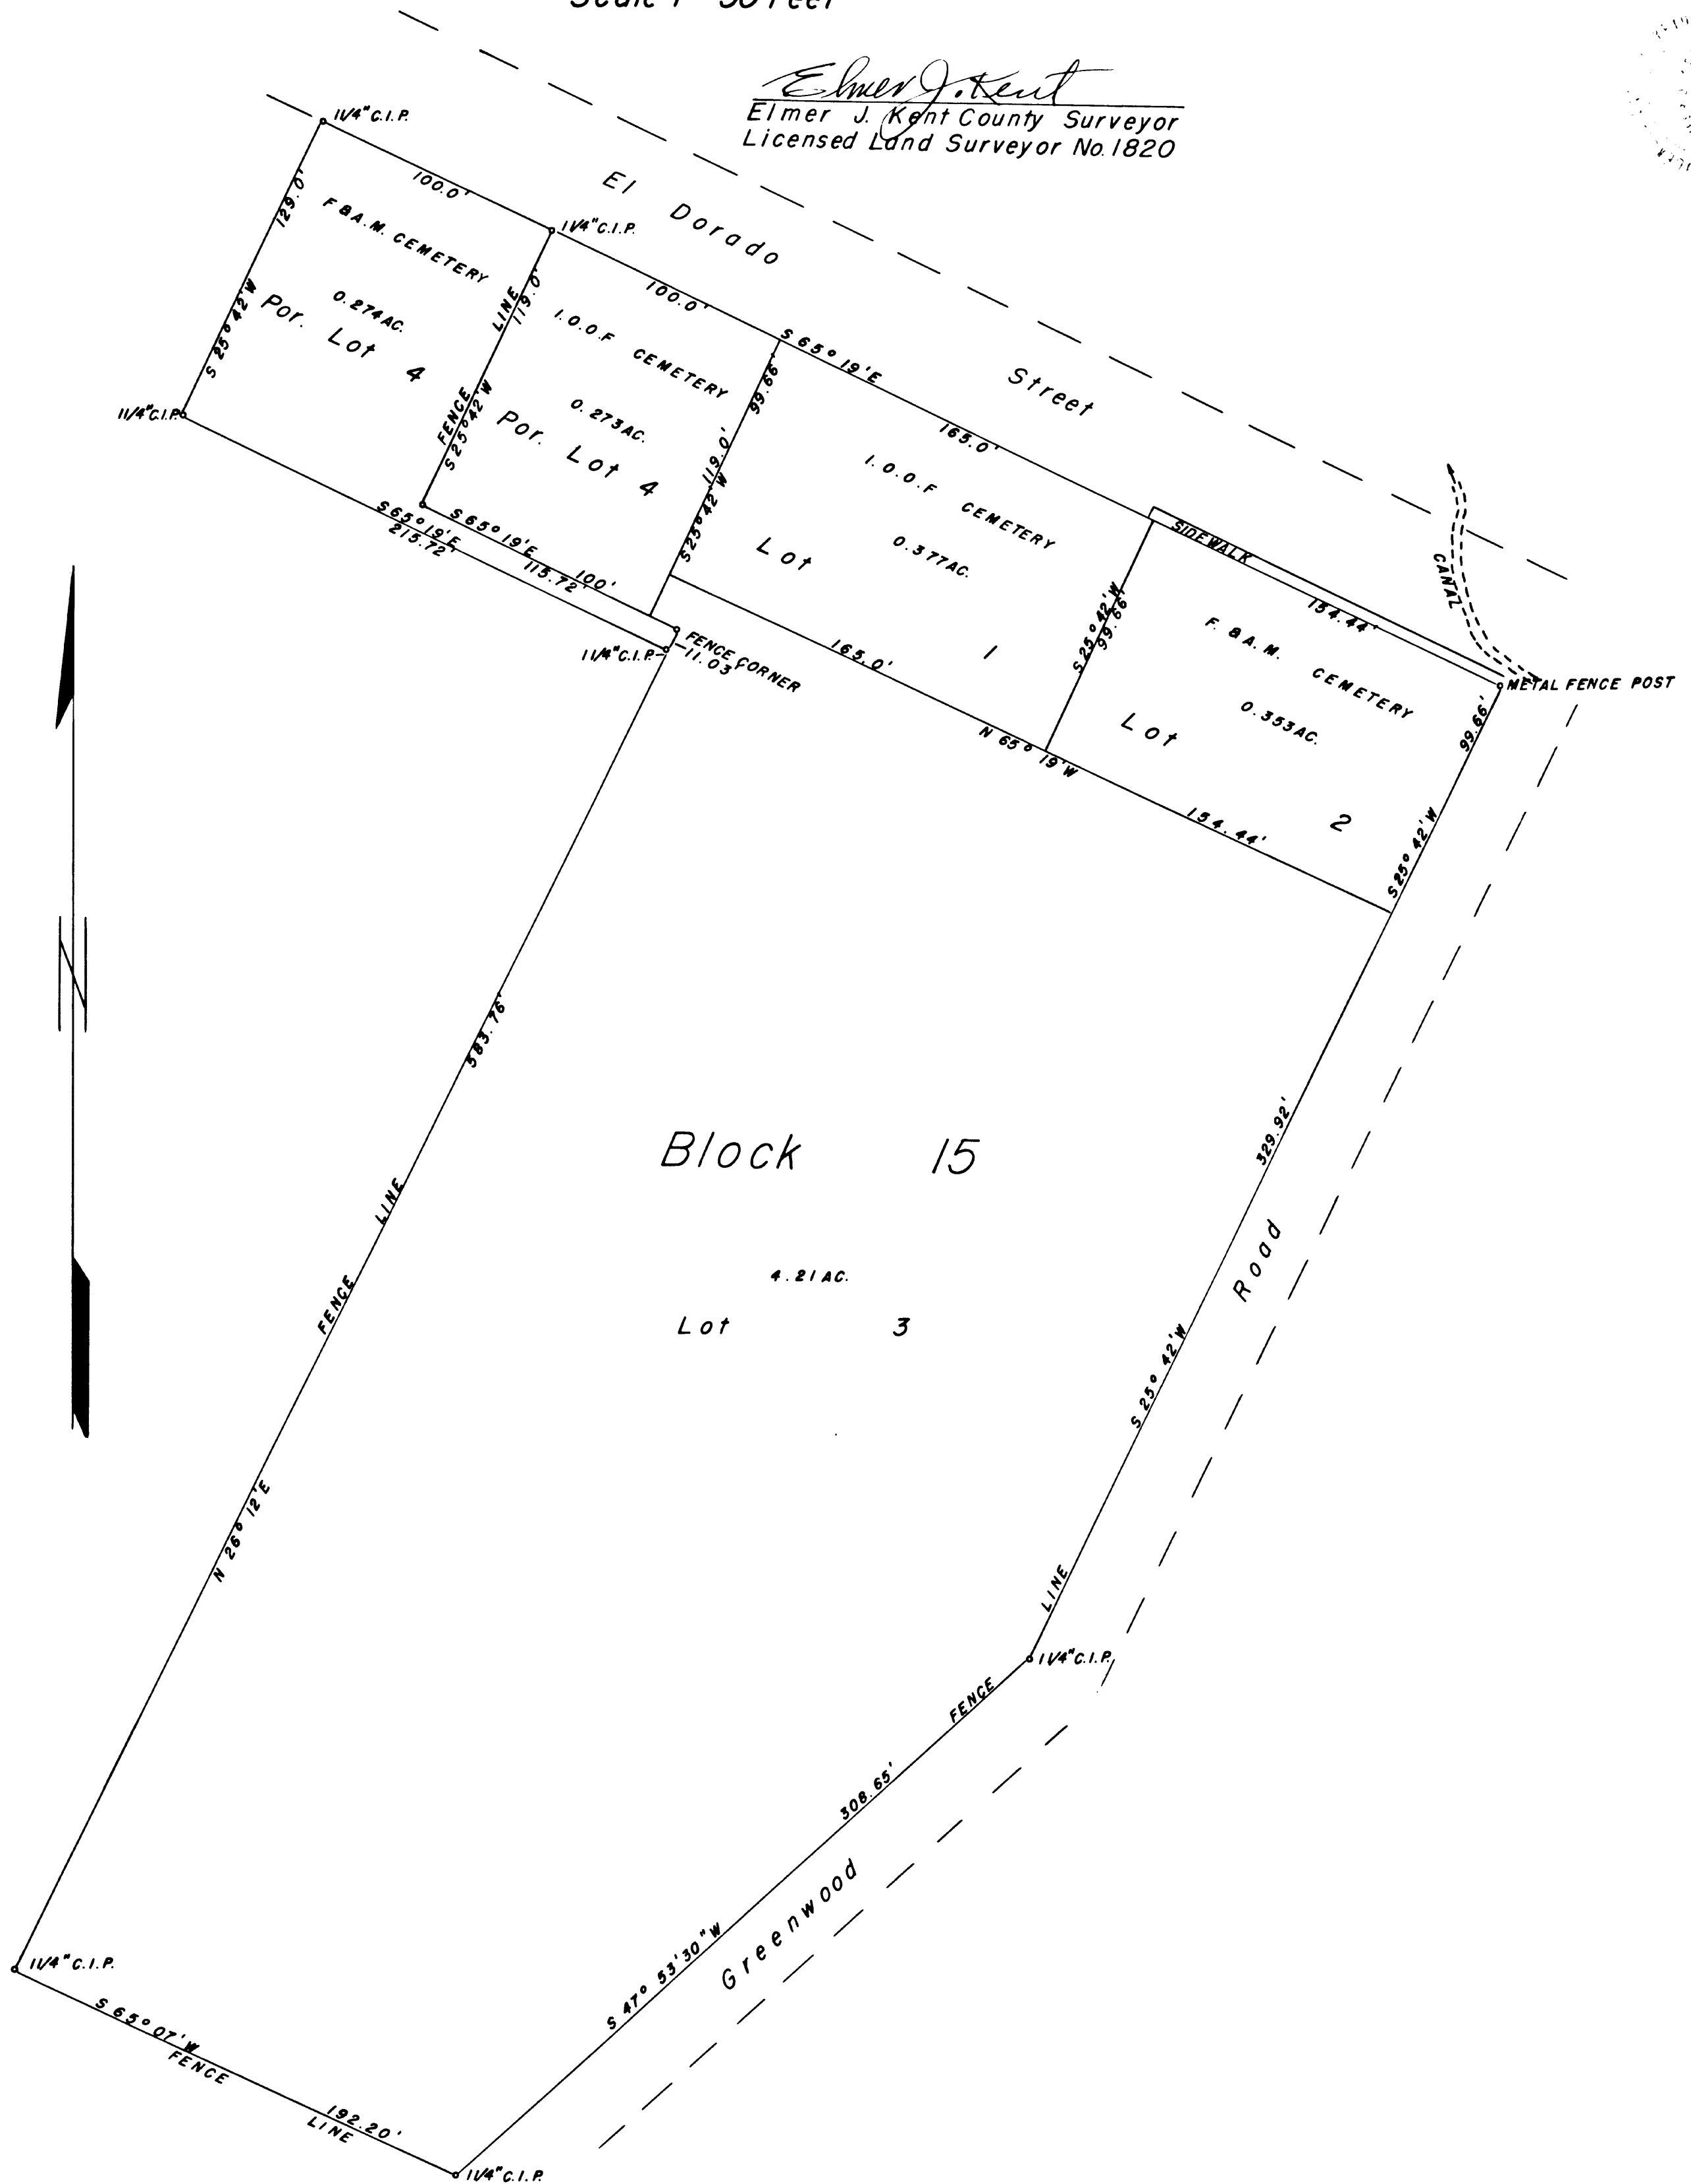 Scale 1" 50 Feet
Elmer J. Kent
Elmer J. Kent County Surveyor
Licensed Land Surveyor No. 1820
1 1/4" C.I.P.
100.0'
129.0'
F & A.M. CEMETERY
0.274 AC.
Por. Lot 4
S 25° 42' W
1 1/4" C.I.P.
1 1/4" C.I.P.
El Dorado Street
FENCE LINE
119.0'
S 25° 42' W
100.0'
I.O.O.F CEMETERY
0.273 AC.
Por. Lot 4
S 65° 19' E
215.72'
S 65° 19' E
100'
115.72'
S 65° 19' E
99.66'
119.0'
S 25° 42' W
165.0'
I.O.O.F CEMETERY
0.377 AC.
Lot 1
165.0'
1 1/4" C.I.P.
FENCE CORNER
11.03'
N 65° 19' W
S 25° 42' W
99.66'
SIDEWALK
154.44'
F. & A. M. CEMETERY
0.353 AC.
Lot 2
154.44'
CANAL
METAL FENCE POST
99.66'
S 25° 42' W
N
583.76'
FENCE LINE
N 26° 12' E
Block 15
4.21 AC.
Lot 3
329.92'
S 25° 42' W
Road
LINE
1 1/4" C.I.P.
FENCE
308.65'
S 47° 53' 30" W
Greenwood
1 1/4" C.I.P.
S 65° 07' W
FENCE
192.20'
LINE
1 1/4" C.I.P.